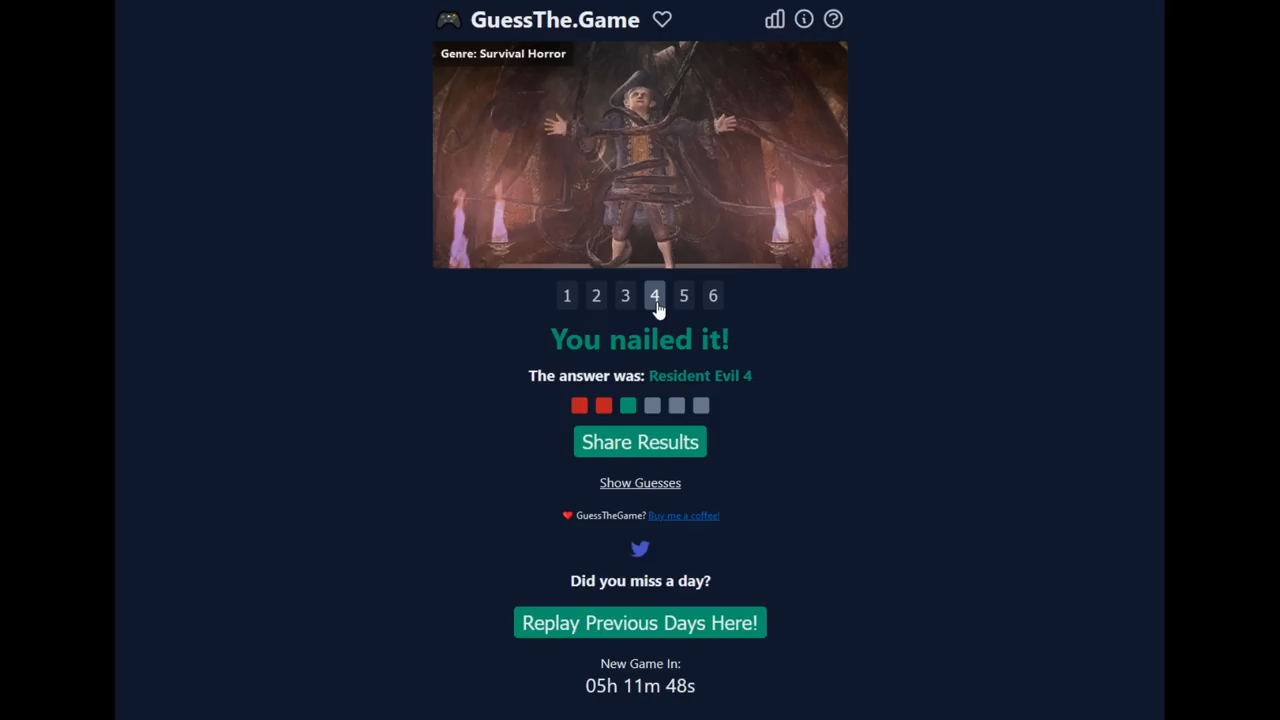 GuessThe.Game
Genre: Survival Horror
1 2 3 4 5 6
You nailed it!
The answer was: Resident Evil 4
Share Results
Show Guesses
GuessTheGame? Buy me a coffee!
Did you miss a day?
Replay Previous Days Here!
New Game In:
05h 11m 48s